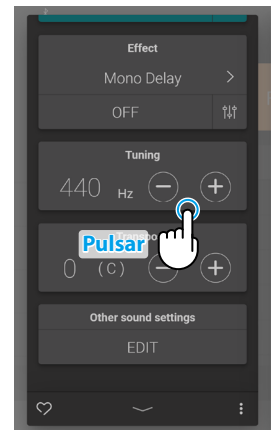 Effect
Mono Delay
OFF
Tuning
440 Hz
Pulsar
0 (C)
Other sound settings
EDIT